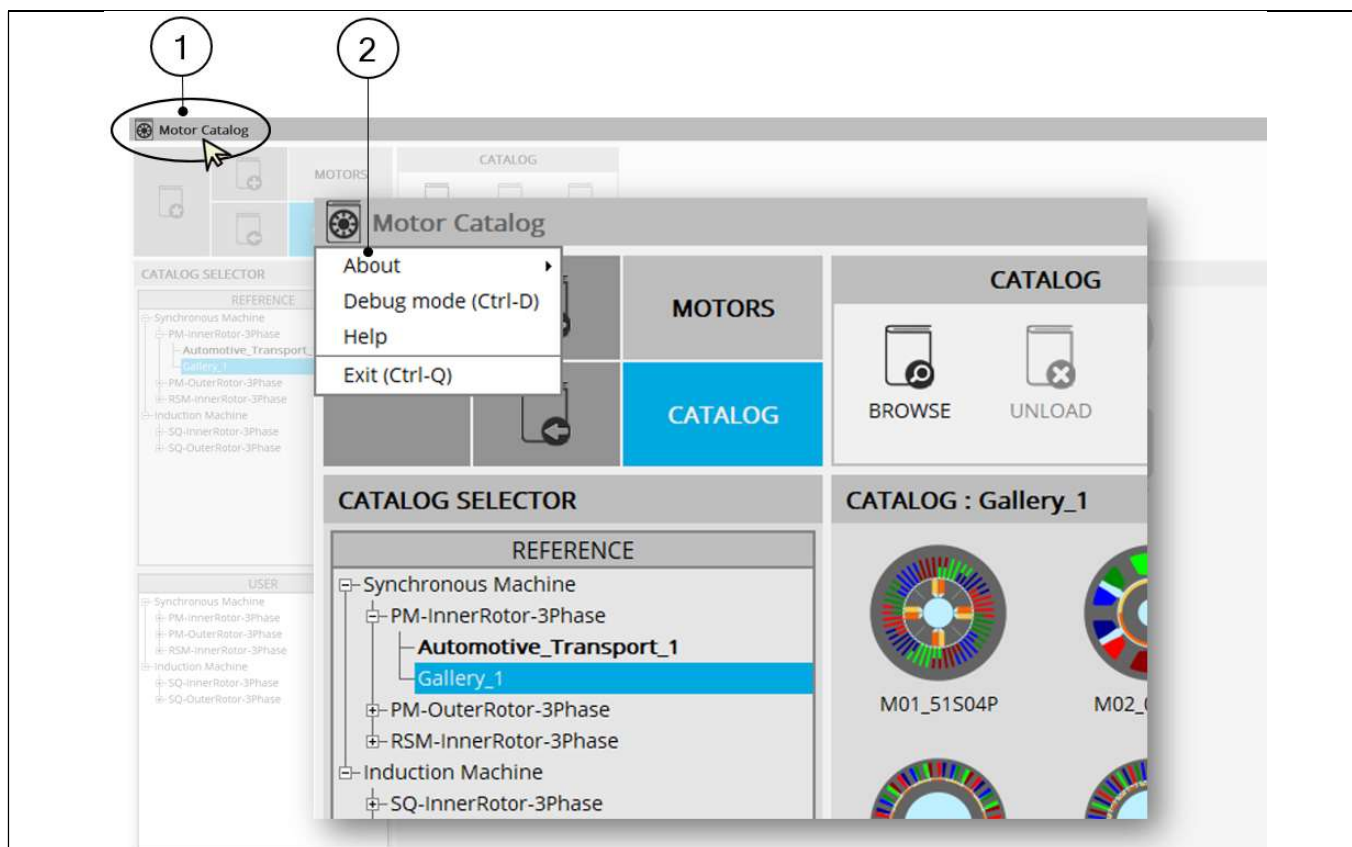 1
2
Motor Catalog
CATALOG
MOTORS
CATALOG SELECTOR
REFERENCE
Synchronous Machine
PM-InnerRotor-3Phase
Automotive_Transport_
Gallery_1
PM-OuterRotor-3Phase
RSM-InnerRotor-3Phase
Induction Machine
SQ-InnerRotor-3Phase
SQ-OuterRotor-3Phase
USER
Synchronous Machine
PM-InnerRotor-3Phase
PM-OuterRotor-3Phase
RSM-InnerRotor-3Phase
Induction Machine
SQ-InnerRotor-3Phase
SQ-OuterRotor-3Phase
Motor Catalog
About
Debug mode (Ctrl-D)
Help
Exit (Ctrl-Q)
MOTORS
CATALOG
CATALOG
BROWSE UNLOAD
CATALOG SELECTOR
REFERENCE
Synchronous Machine
PM-InnerRotor-3Phase
Automotive_Transport_1
Gallery_1
PM-OuterRotor-3Phase
RSM-InnerRotor-3Phase
Induction Machine
SQ-InnerRotor-3Phase
CATALOG : Gallery_1
M01_51S04P M02_